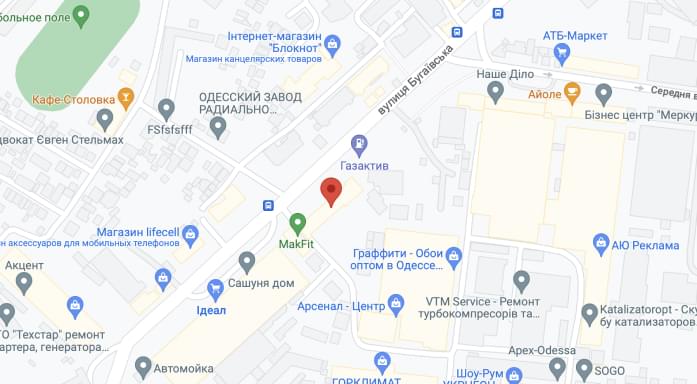 больное поле
Інтернет-магазин
"Блокнот"
Магазин канцелярских товаров
АТБ-Маркет
вулиця Бугаївська
Наше Діло
Айоле
Середня в
Кафе-Столовка
ОДЕССКИЙ ЗАВОД
РАДИАЛЬНО...
Бізнес центр "Меркур
двокат Євген Стельмах
FSfsfsfff
Газактив
Магазин lifecell
ин аксессуаров для мобильных телефонов
MakFit
Граффити - Обои
оптом в Одессе...
АЮ Реклама
Акцент
Сашуня дом
Ідеал
Арсенал - Центр
VTM Service - Ремонт
турбокомпресорів та...
Katalizatoropt - Ску
бу катализаторов
ТО "Техстар" ремонт
артера, генератора...
Автомойка
Apex-Odessa
ГОРКЛИМАТ
Шоу-Рум
SOGO